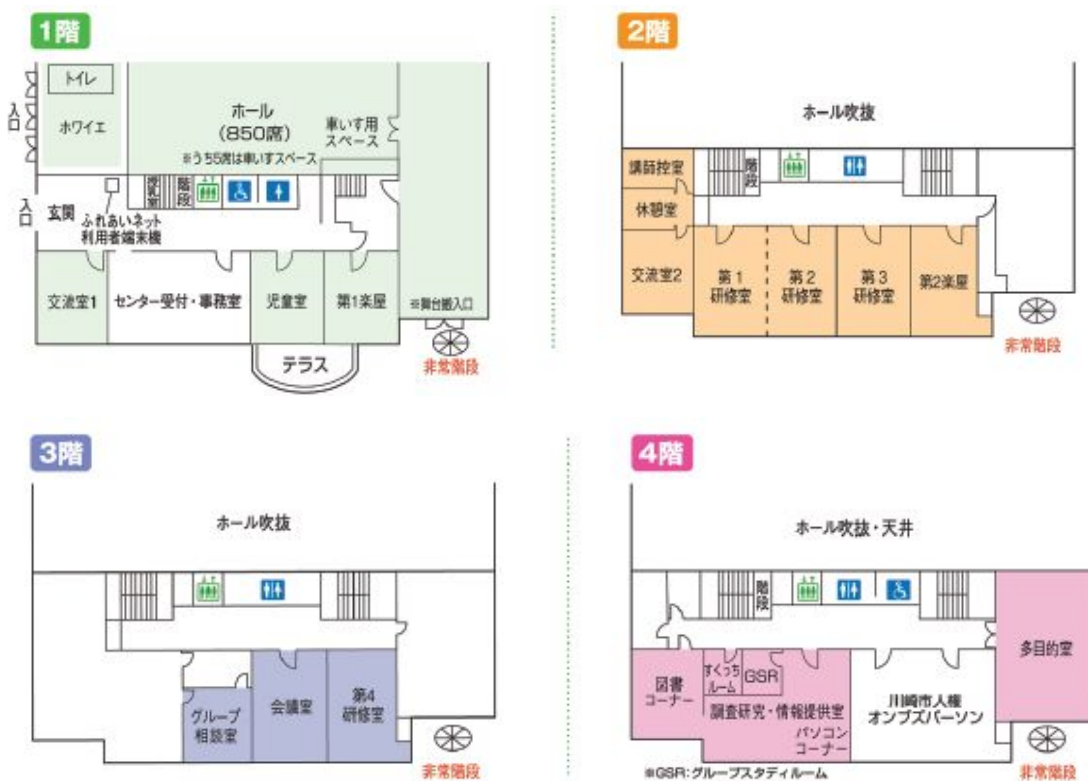 1階
トイレ
入口
ホワイエ
ホール
(850席)
※うち5席は車いすスペース
車いす用
スペース
入口
玄関
ふれあいネット
利用者端末機
授乳室
階段
交流室1
センター受付・事務室
児童室
第1楽屋
※舞台搬入口
テラス
非常階段
2階
ホール吹抜
講師控室
階段
休憩室
交流室2
第1
研修室
第2
研修室
第3
研修室
第2楽屋
非常階段
3階
ホール吹抜
グループ
相談室
会議室
第4
研修室
非常階段
4階
ホール吹抜・天井
階段
多目的室
図書
コーナー
すくっち
ルーム
GSR
調査研究・情報提供室
パソコン
コーナー
川崎市人権
オンブズパーソン
※GSR:グループスタディルーム
非常階段